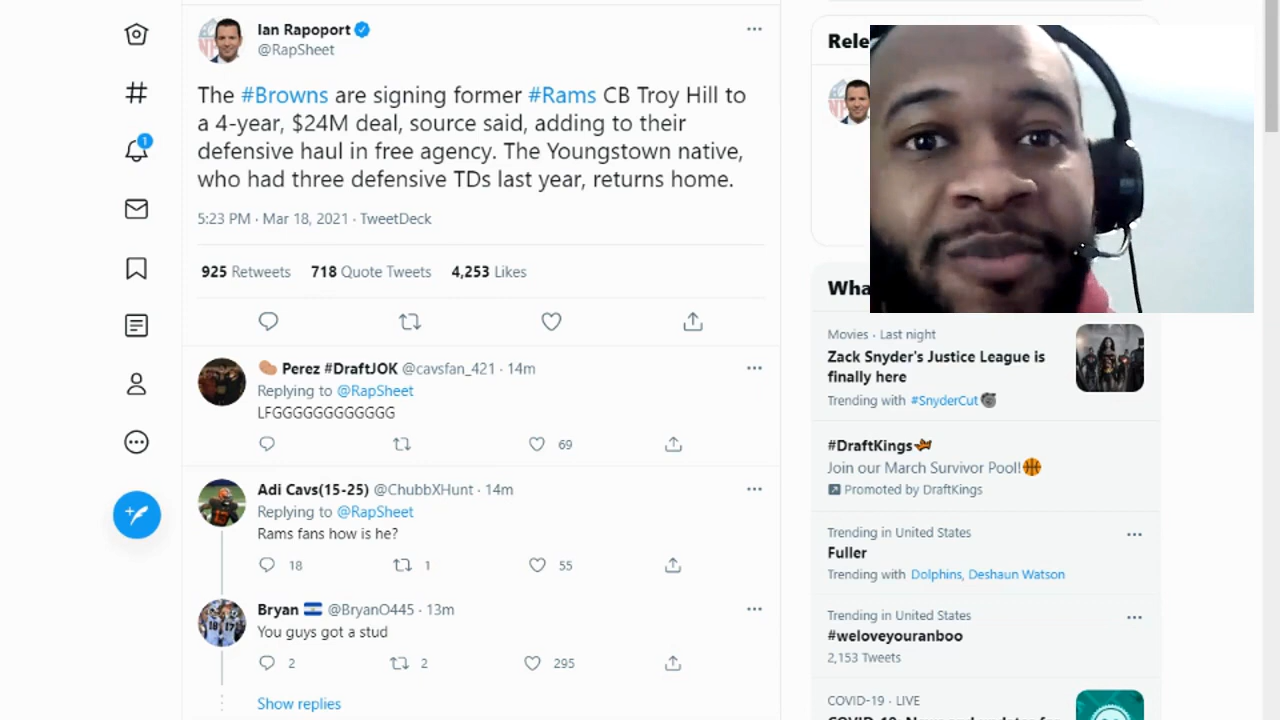 Ian Rapoport
@RapSheet
The #Browns are signing former #Rams CB Troy Hill to
a 4-year, $24M deal, source said, adding to their
defensive haul in free agency. The Youngstown native,
who had three defensive TDs last year, returns home.
5:23 PM · Mar 18, 2021 · TweetDeck
925 Retweets 718 Quote Tweets 4,253 Likes
Perez #DraftJOK @cavsfan_421 · 14m
Replying to @RapSheet
LFGGGGGGGGGGGG
69
Adi Cavs(15-25) @ChubbXHunt · 14m
Replying to @RapSheet
Rams fans how is he?
18 1 55
Bryan @BryanO445 · 13m
You guys got a stud
2 2 295
Show replies
1
Rele
Wha
Movies · Last night
Zack Snyder's Justice League is
finally here
Trending with #SnyderCut
#DraftKings
Join our March Survivor Pool!
Promoted by DraftKings
Trending in United States
Fuller
Trending with Dolphins, Deshaun Watson
Trending in United States
#weloveyouranboo
2,153 Tweets
COVID-19 · LIVE